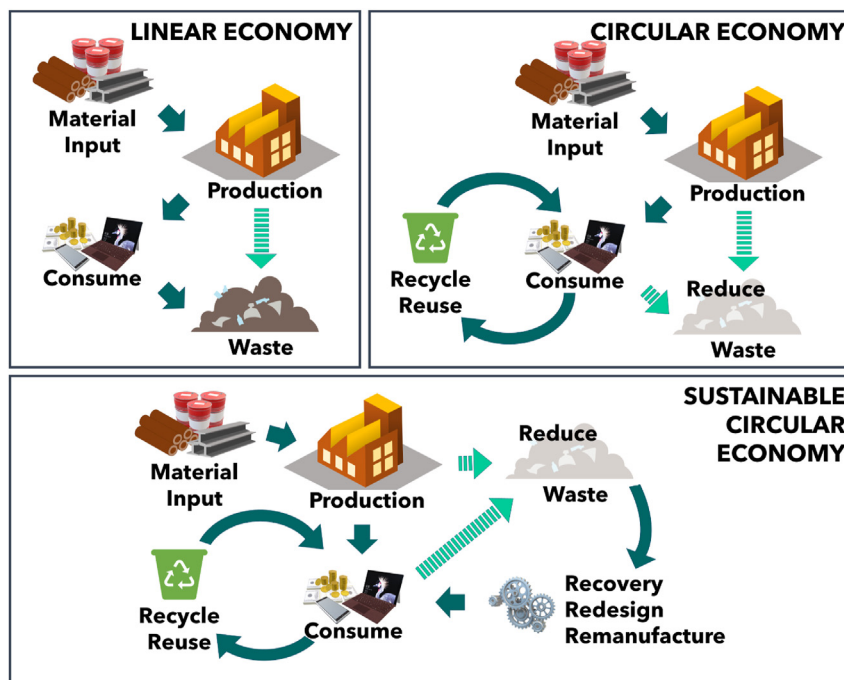 LINEAR ECONOMY
Material
Input
Production
Consume
Waste
CIRCULAR ECONOMY
Material
Input
Production
Recycle
Reuse
Consume
Reduce
Waste
SUSTAINABLE
CIRCULAR
ECONOMY
Material
Input
Production
Reduce
Waste
Recycle
Reuse
Consume
Recovery
Redesign
Remanufacture